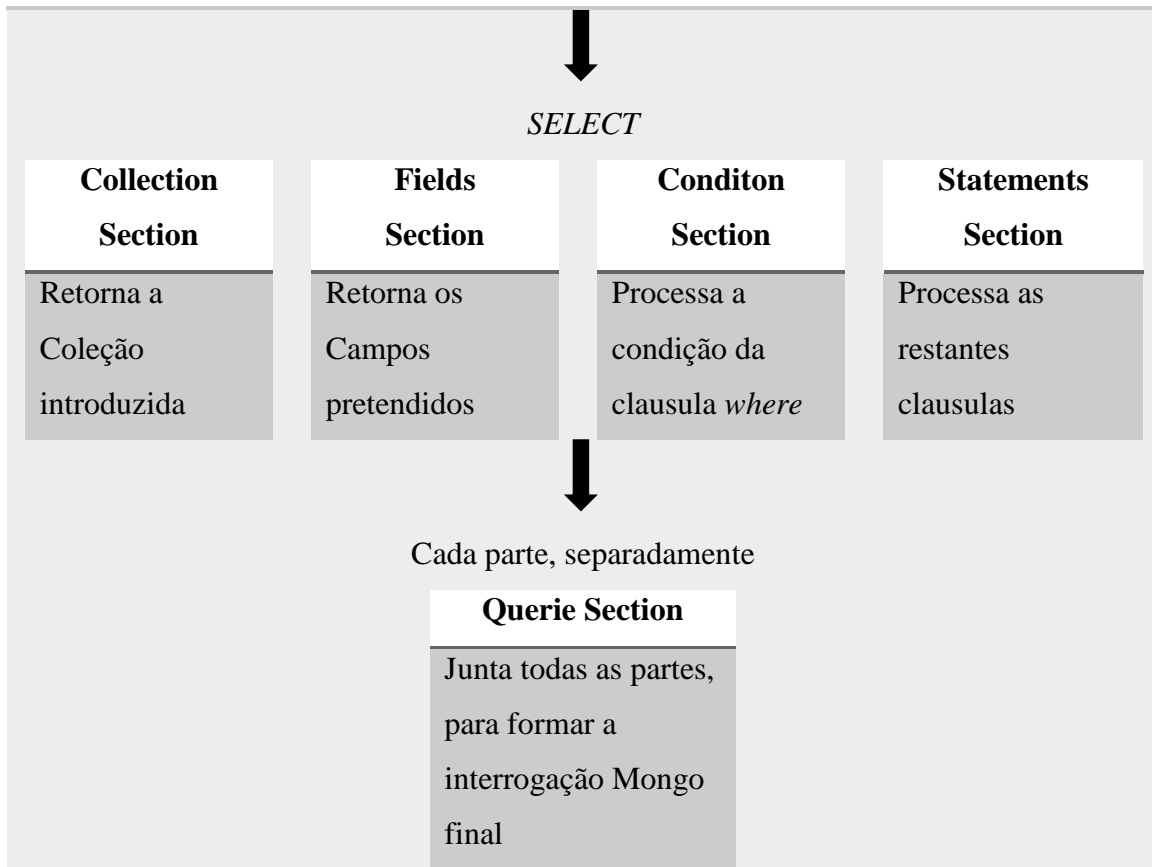 SELECT
Collection
Section
Retorna a
Coleção
introduzida
Fields
Section
Retorna os
Campos
pretendidos
Conditon
Section
Processa a
condição da
clausula where
Statements
Section
Processa as
restantes
clausulas
Cada parte, separadamente
Querie Section
Junta todas as partes,
para formar a
interrogação Mongo
final